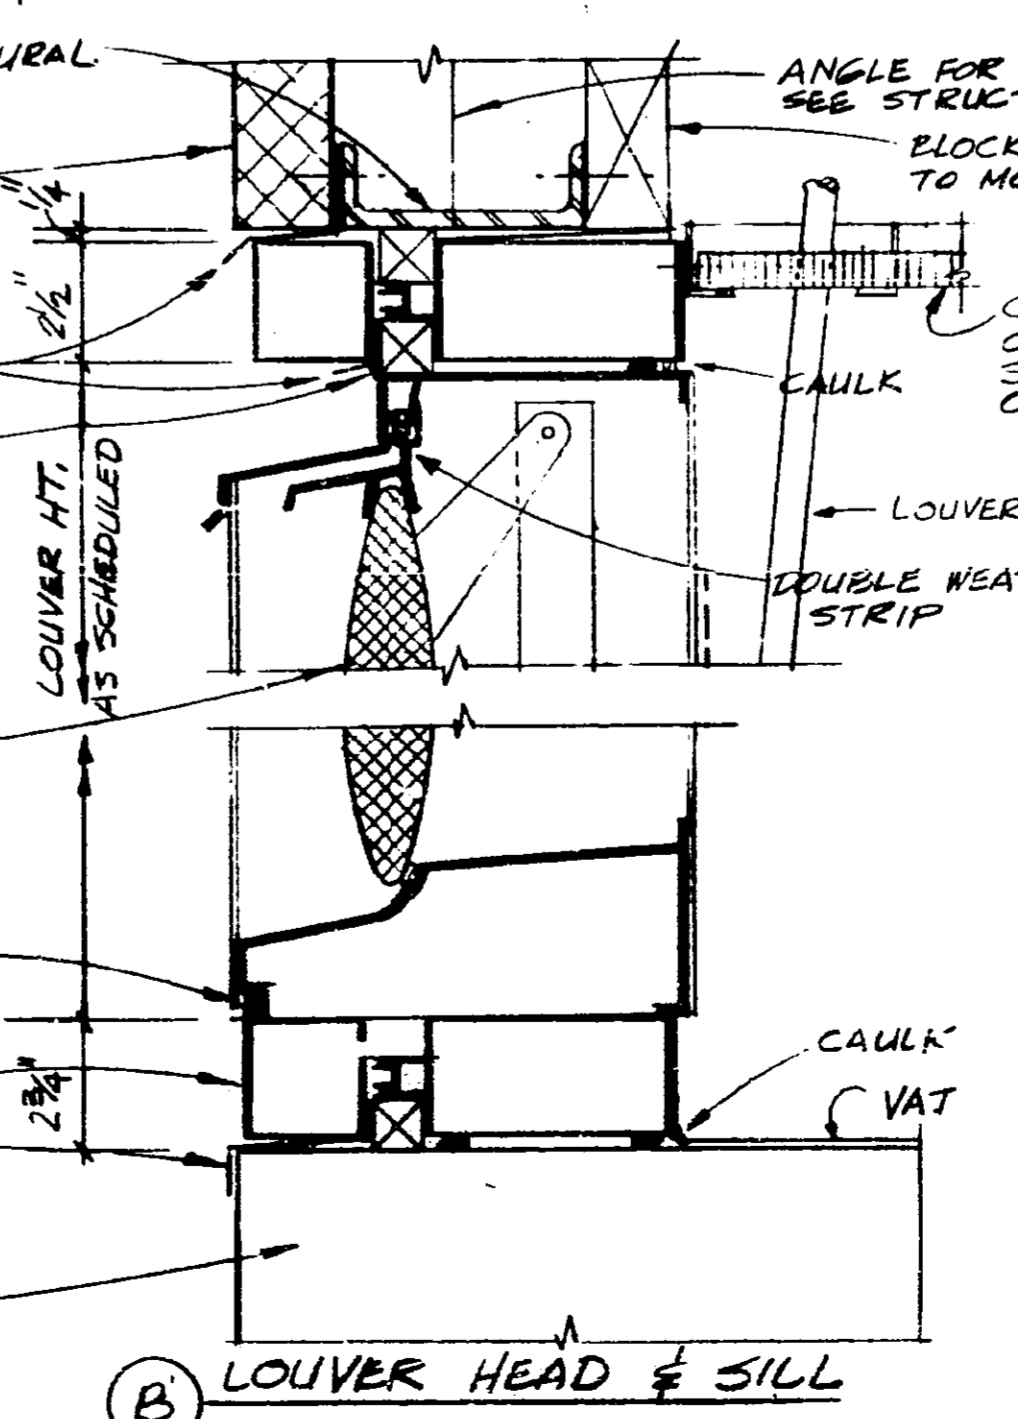 URAL
ANGLE FOR
SEE STRUCT
BLOCK
TO MO
1/4"
2 1/2"
CAULK
LOUVER HT.
AS SCHEDULED
LOUVER
DOUBLE WEAT
STRIP
2 3/4"
CAULK
VAT
B
LOUVER HEAD & SILL